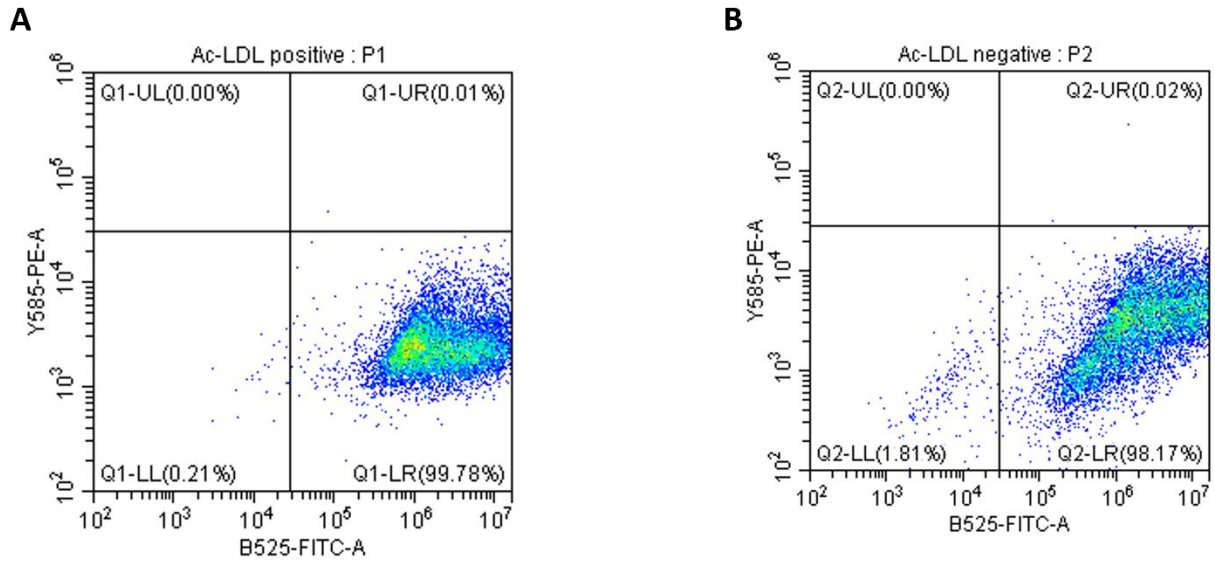 A
Ac-LDL positive : P1
10^6
Q1-UL(0.00%)
Q1-UR(0.01%)
10^5
Y585-PE-A
10^4
10^3
Q1-LL(0.21%)
Q1-LR(99.78%)
10^2
10^2 10^3 10^4 10^5 10^6 10^7
B525-FITC-A
B
Ac-LDL negative : P2
10^6
Q2-UL(0.00%)
Q2-UR(0.02%)
10^5
Y585-PE-A
10^4
10^3
Q2-LL(1.81%)
Q2-LR(98.17%)
10^2
10^2 10^3 10^4 10^5 10^6 10^7
B525-FITC-A